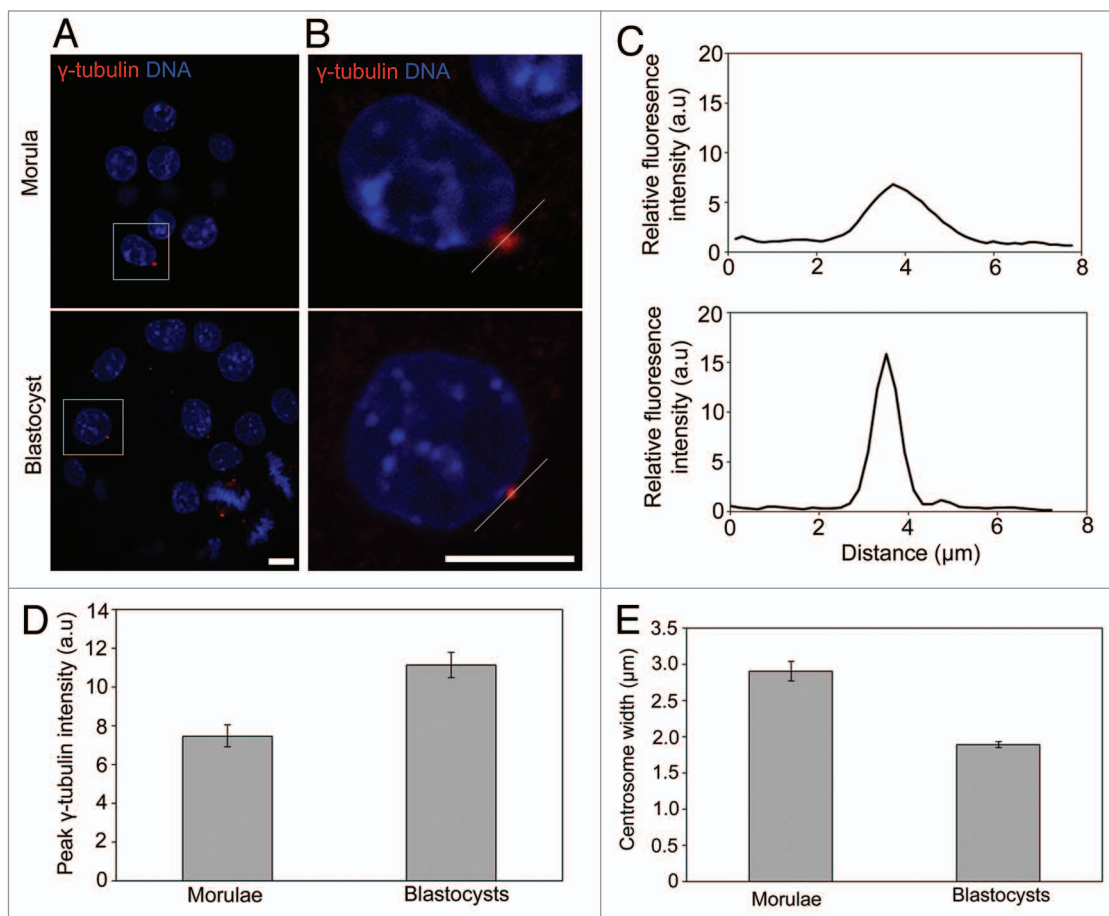 A
γ-tubulin DNA
Morula
Blastocyst
B
γ-tubulin DNA
C
Relative fluoresence
intensity (a.u)
20
15
10
5
0
0 2 4 6 8
Relative fluoresence
intensity (a.u)
20
15
10
5
0
0 2 4 6 8
Distance (μm)
D
Peak γ-tubulin intensity (a.u)
14
12
10
8
6
4
2
0
Morulae Blastocysts
E
Centrosome width (μm)
3.5
3.0
2.5
2.0
1.5
1.0
0.5
0
Morulae Blastocysts